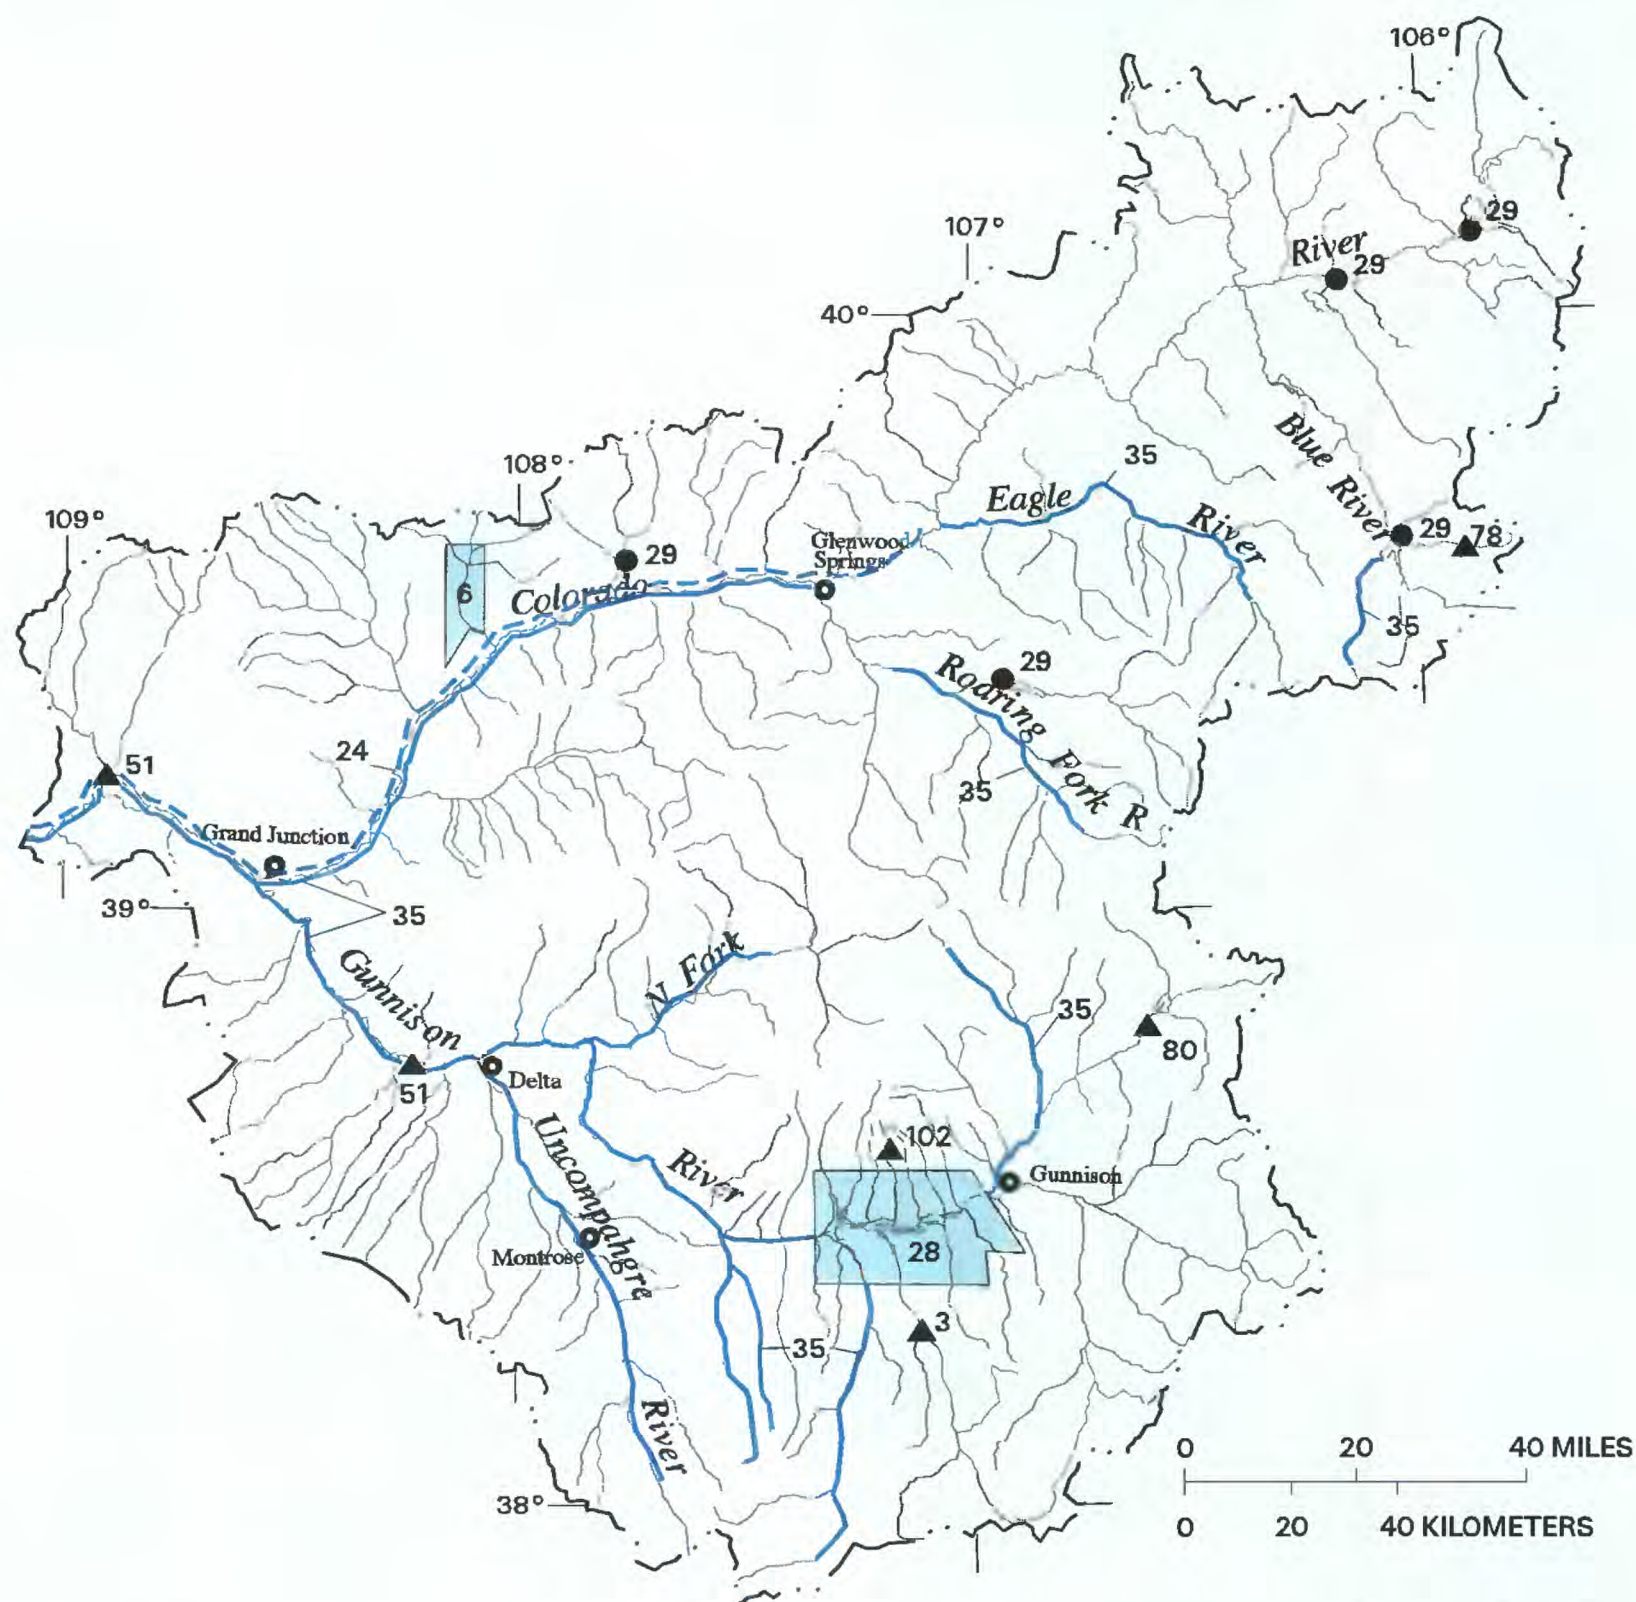 106°
29
107°
River
29
40°
Blue River
35
108°
Eagle
River
109°
Glenwood
Springs
29
29
78
6
Colorado
35
29
Roaring Fork R
24
51
35
Grand Junction
39°
35
Gunnison
N Fork
35
80
Delta
51
Uncompahgre
102
River
Gunnison
28
Montrose
3
35
River
0 20 40 MILES
38°
0 20 40 KILOMETERS